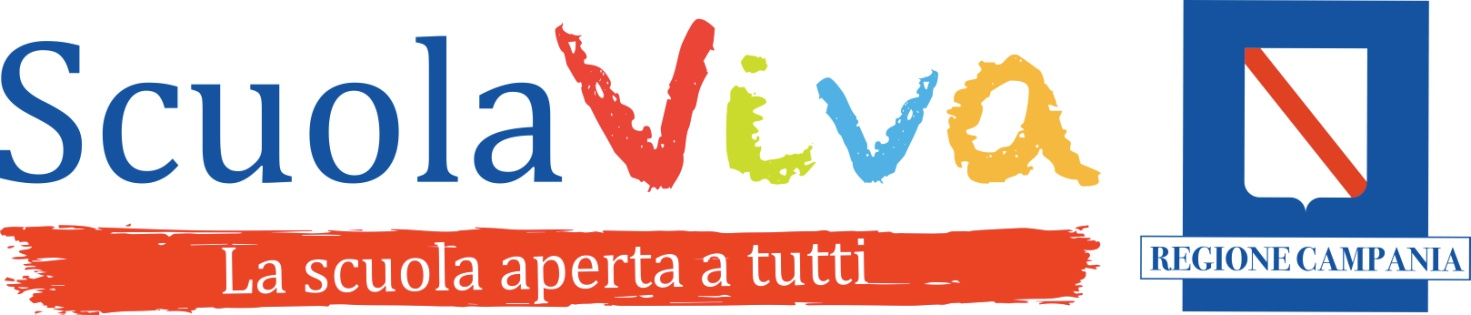 ScuolaViva
La scuola aperta a tutti
REGIONE CAMPANIA